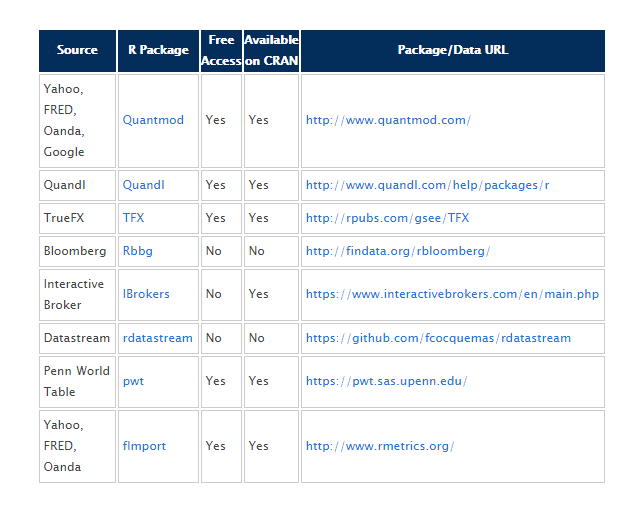 Source R Package Free Access Available on CRAN Package/Data URL
Yahoo, FRED, Oanda, Google Quantmod Yes Yes http://www.quantmod.com/
Quandl Quandl Yes Yes http://www.quandl.com/help/packages/r
TrueFX TFX Yes Yes http://rpubs.com/gsee/TFX
Bloomberg Rbbg No No http://findata.org/rbloomberg/
Interactive Broker IBrokers No Yes https://www.interactivebrokers.com/en/main.php
Datastream rdatastream No No https://github.com/fcocquemas/rdatastream
Penn World Table pwt Yes Yes https://pwt.sas.upenn.edu/
Yahoo, FRED, Oanda fImport Yes Yes http://www.rmetrics.org/